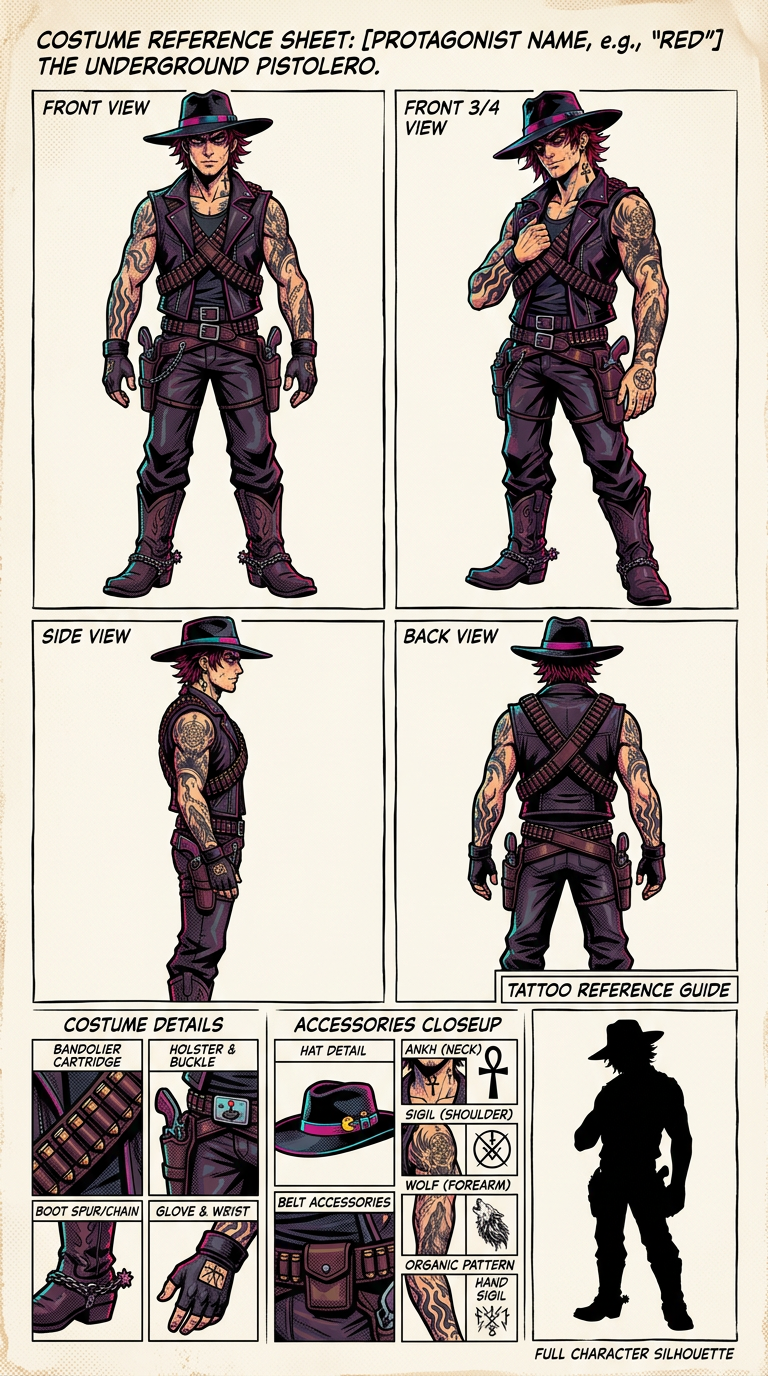 COSTUME REFERENCE SHEET: [PROTAGONIST NAME, e.g., "RED"]
THE UNDERGROUND PISTOLERO.
FRONT VIEW
FRONT 3/4
VIEW
SIDE VIEW
BACK VIEW
TATTOO REFERENCE GUIDE
COSTUME DETAILS
BANDOLIER
CARTRIDGE
HOLSTER &
BUCKLE
BOOT SPUR/CHAIN
GLOVE & WRIST
ACCESSORIES CLOSEUP
HAT DETAIL
BELT ACCESSORIES
ANKH (NECK)
SIGIL (SHOULDER)
WOLF (FOREARM)
ORGANIC PATTERN
HAND
SIGIL
FULL CHARACTER SILHOUETTE